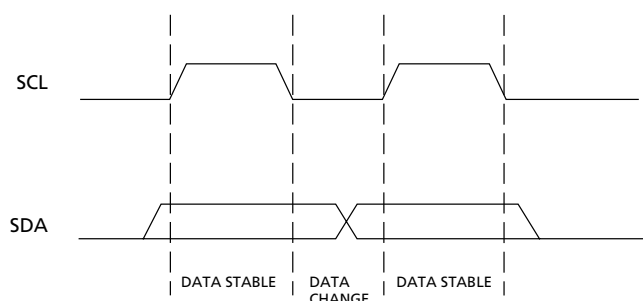 SCL
SDA
DATA STABLE
DATA
CHANGE
DATA STABLE